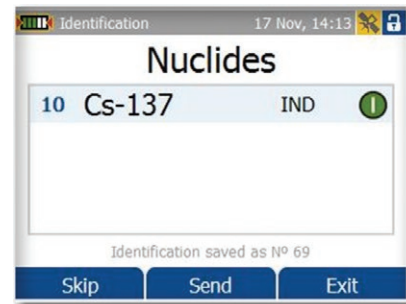 Identification 17 Nov, 14:13
Nuclides
10 Cs-137 IND I
Identification saved as Nº 69
Skip Send Exit